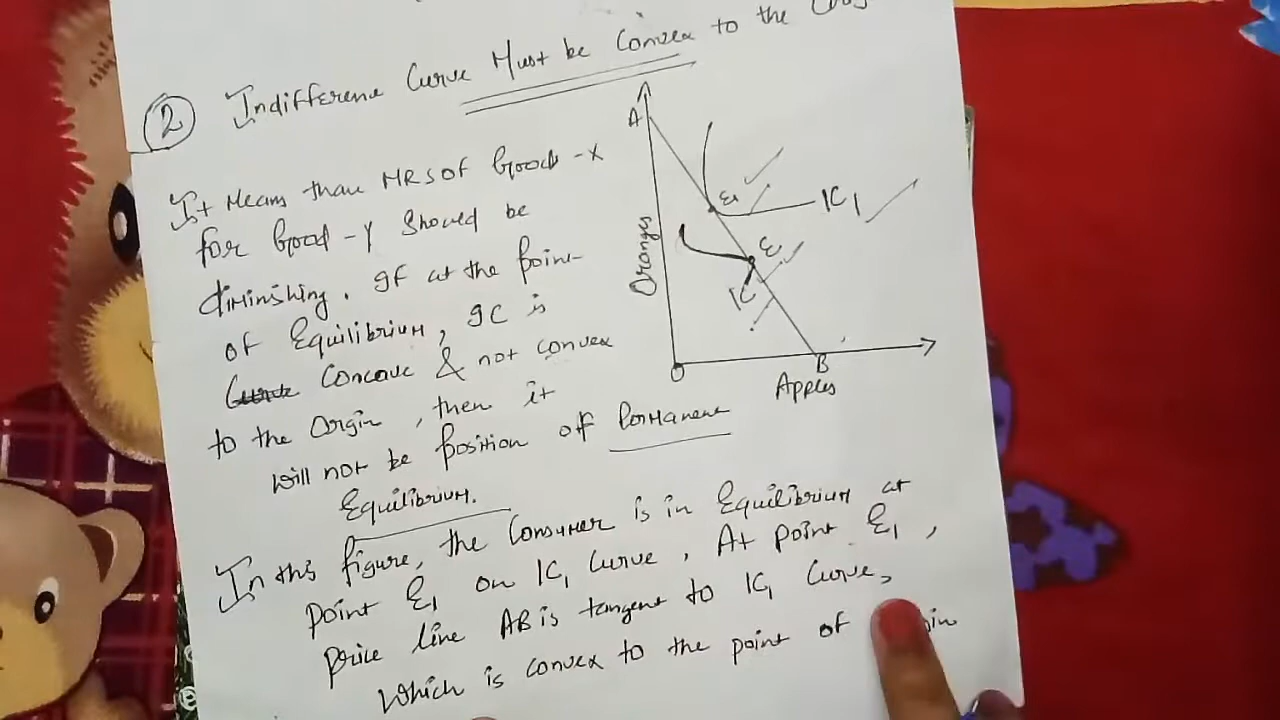 2
Indifference Curve Must be Convex to the
It Means than MRS OF Good -X
for Good -Y Should be
diminishing. If at the Point
of Equilibrium, IC is
Concave & not convex
to the Origin, then it
will not be Position of Permanent
Equilibrium.
In this figure, the Consumer is in Equilibrium at
Point E1 on IC1 Curve, At point E1,
Price line AB is tangent to IC1 Curve,
Which is convex to the point of
A
Oranges
E1
IC1
E
IC
O
B
Apples